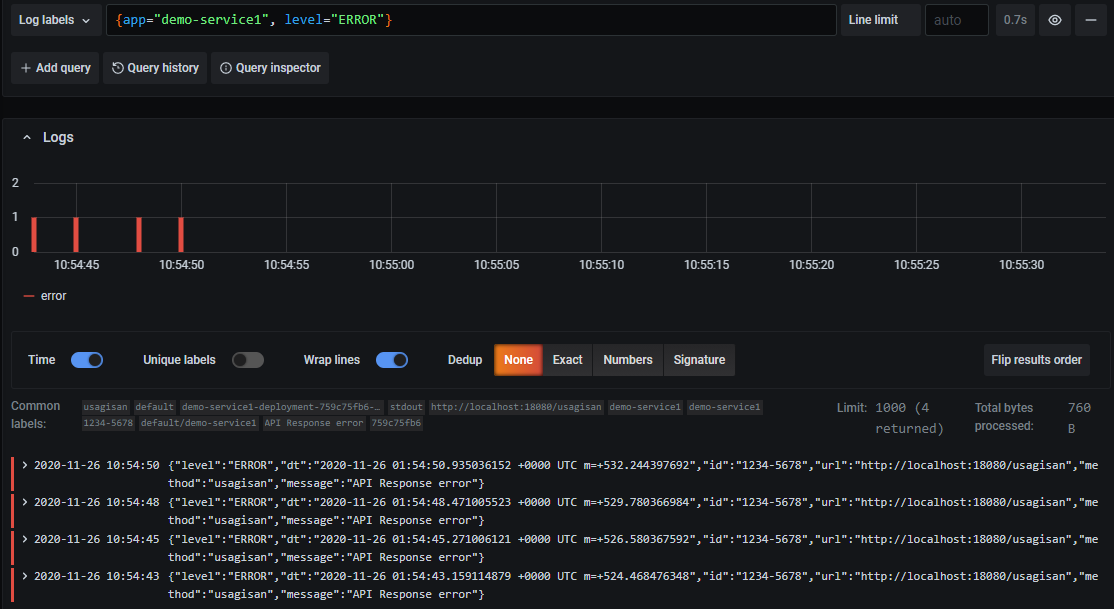 Log labels {app="demo-service1", level="ERROR"} Line limit auto 0.7s
Add query Query history Query inspector
Logs
2
1
0
10:54:45 10:54:50 10:54:55 10:55:00 10:55:05 10:55:10 10:55:15 10:55:20 10:55:25 10:55:30
error
Time Unique labels Wrap lines Dedup None Exact Numbers Signature Flip results order
Common labels: usagisan default demo-service1-deployment-759c75fb6-… stdout http://localhost:18080/usagisan demo-service1 demo-service1
1234-5678 default/demo-service1 API Response error 759c75fb6
Limit: 1000 (4 returned) Total bytes processed: 760 B
2020-11-26 10:54:50 {"level":"ERROR","dt":"2020-11-26 01:54:50.935036152 +0000 UTC m=+532.244397692","id":"1234-5678","url":"http://localhost:18080/usagisan","me
thod":"usagisan","message":"API Response error"}
2020-11-26 10:54:48 {"level":"ERROR","dt":"2020-11-26 01:54:48.471005523 +0000 UTC m=+529.780366984","id":"1234-5678","url":"http://localhost:18080/usagisan","me
thod":"usagisan","message":"API Response error"}
2020-11-26 10:54:45 {"level":"ERROR","dt":"2020-11-26 01:54:45.271006121 +0000 UTC m=+526.580367592","id":"1234-5678","url":"http://localhost:18080/usagisan","me
thod":"usagisan","message":"API Response error"}
2020-11-26 10:54:43 {"level":"ERROR","dt":"2020-11-26 01:54:43.159114879 +0000 UTC m=+524.468476348","id":"1234-5678","url":"http://localhost:18080/usagisan","me
thod":"usagisan","message":"API Response error"}